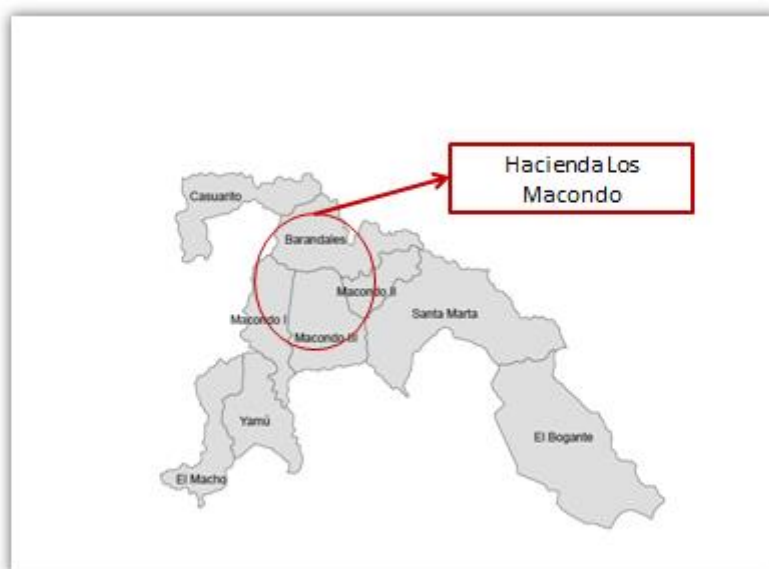 Hacienda Los
Macondo
Casuarito
Barandales
Macondo II
Santa Marta
Macondo I
Macondo III
Yamú
El Bogante
El Macho